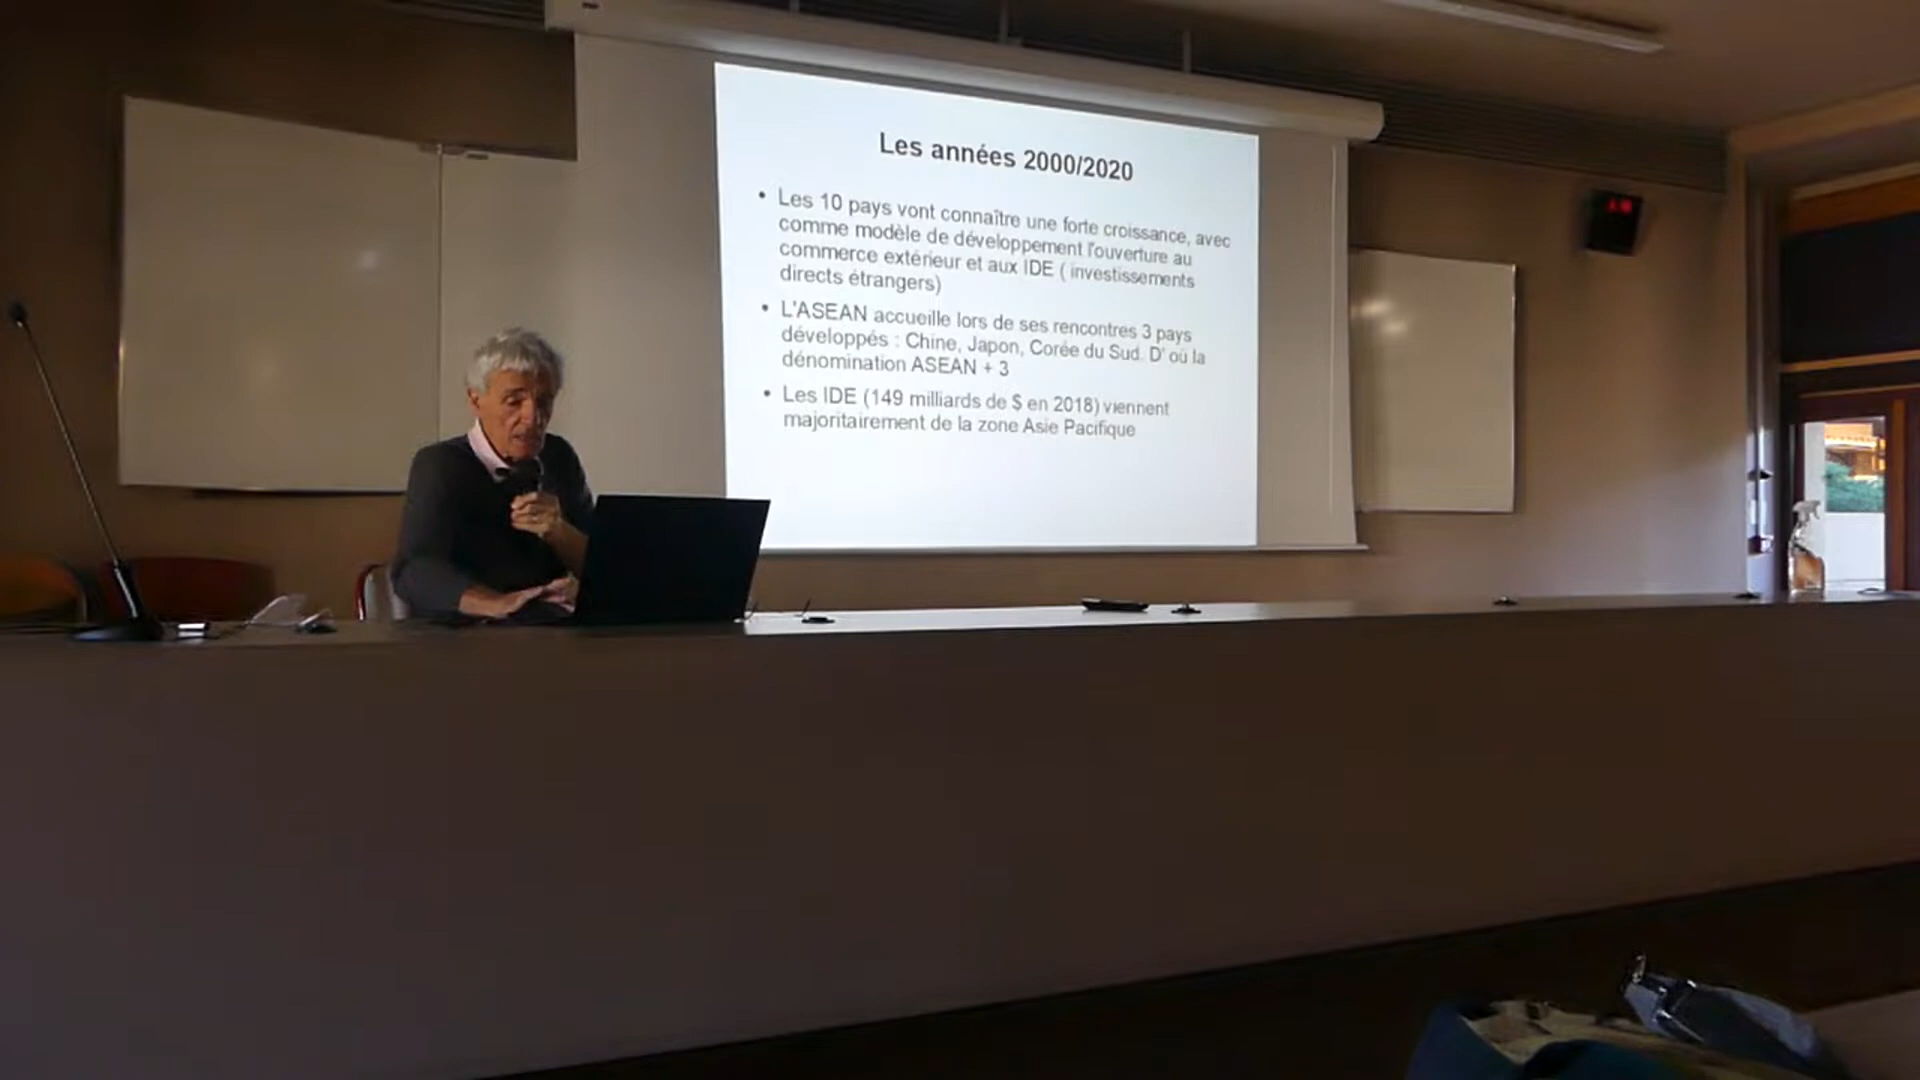 Les années 2000/2020
• Les 10 pays vont connaître une forte croissance, avec
comme modèle de développement l'ouverture au
commerce extérieur et aux IDE ( investissements
directs étrangers)
• L'ASEAN accueille lors de ses rencontres 3 pays
développés : Chine, Japon, Corée du Sud. D' où la
dénomination ASEAN + 3
• Les IDE (149 milliards de $ en 2018) viennent
majoritairement de la zone Asie Pacifique